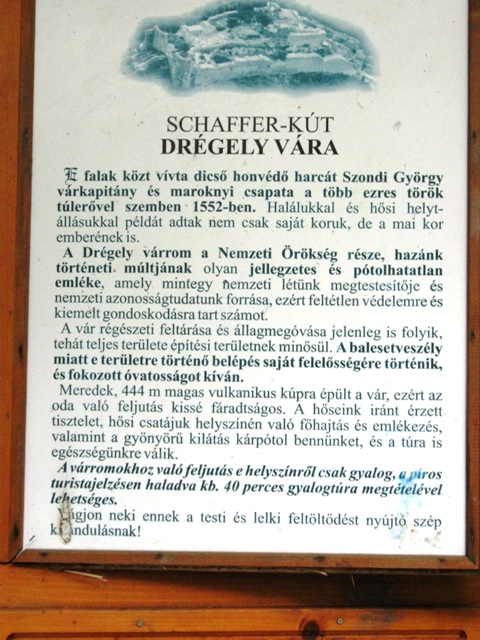 SCHAFFER-KÚT
DRÉGELY VÁRA
E falak közt vívta dicső honvédő harcát Szondi György
várkapitány és maroknyi csapata a több ezres török
túlerővel szemben 1552-ben. Halálukkal és hősi helyt-
állásukkal példát adtak nem csak saját koruk, de a mai kor
emberének is.
A Drégely várrom a Nemzeti Örökség része, hazánk
történeti múltjának olyan jellegzetes és pótolhatatlan
emléke, amely mintegy nemzeti létünk megtestesítője és
nemzeti azonosságtudatunk forrása, ezért feltétlen védelemre és
kiemelt gondoskodásra tart számot.
A vár régészeti feltárása és állagmegóvása jelenleg is folyik,
tehát teljes területe építési területnek minősül. A balesetveszély
miatt e területre történő belépés saját felelősségére történik,
és fokozott óvatosságot kíván.
Meredek, 444 m magas vulkanikus kúpra épült a vár, ezért az
oda való feljutás kissé fáradtságos. A hőseink iránt érzett
tisztelet, hősi csatájuk helyszínén való főhajtás és emlékezés,
valamint a gyönyörű kilátás kárpótol bennünket, és a túra is
egészségünkre válik.
A várromokhoz való feljutás e helyszínről csak gyalog, a piros
turistajelzésen haladva kb. 40 perces gyalogtúra megtételével
lehetséges.
Vágjon neki ennek a testi és lelki feltöltődést nyújtó szép
kirándulásnak!